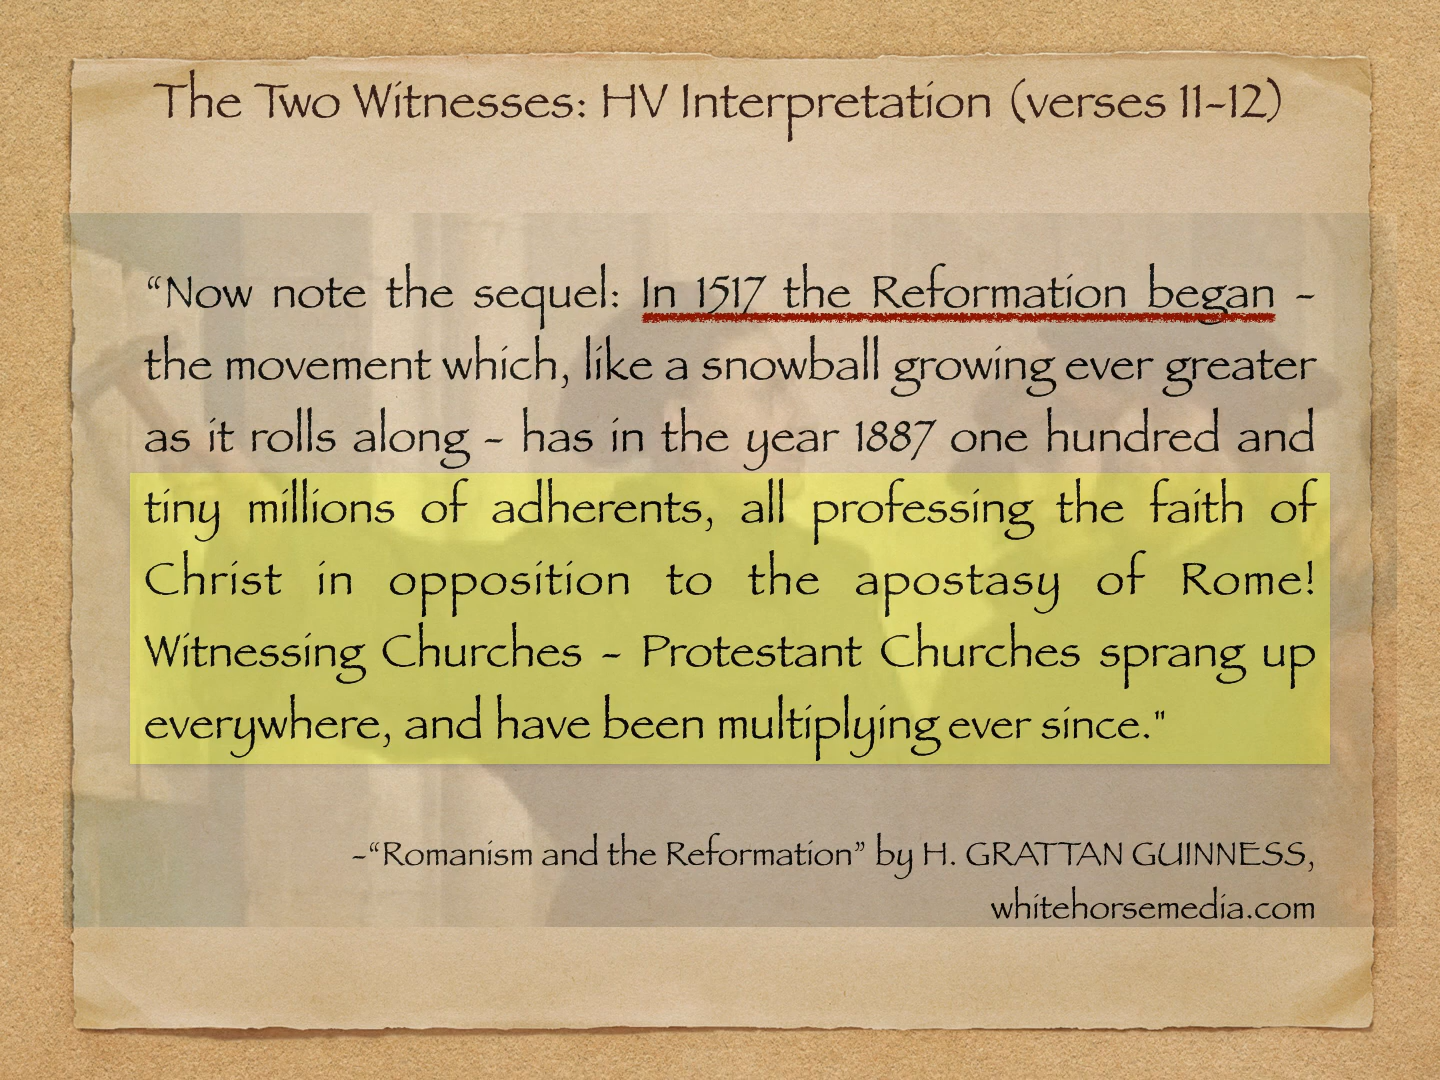 The Two Witnesses: HV Interpretation (verses 11-12)
“Now note the sequel: In 1517 the Reformation began -
the movement which, like a snowball growing ever greater
as it rolls along - has in the year 1887 one hundred and
tiny millions of adherents, all professing the faith of
Christ in opposition to the apostasy of Rome!
Witnessing Churches - Protestant Churches sprang up
everywhere, and have been multiplying ever since."
-“Romanism and the Reformation” by H. GRATTAN GUINNESS,
whitehorsemedia.com